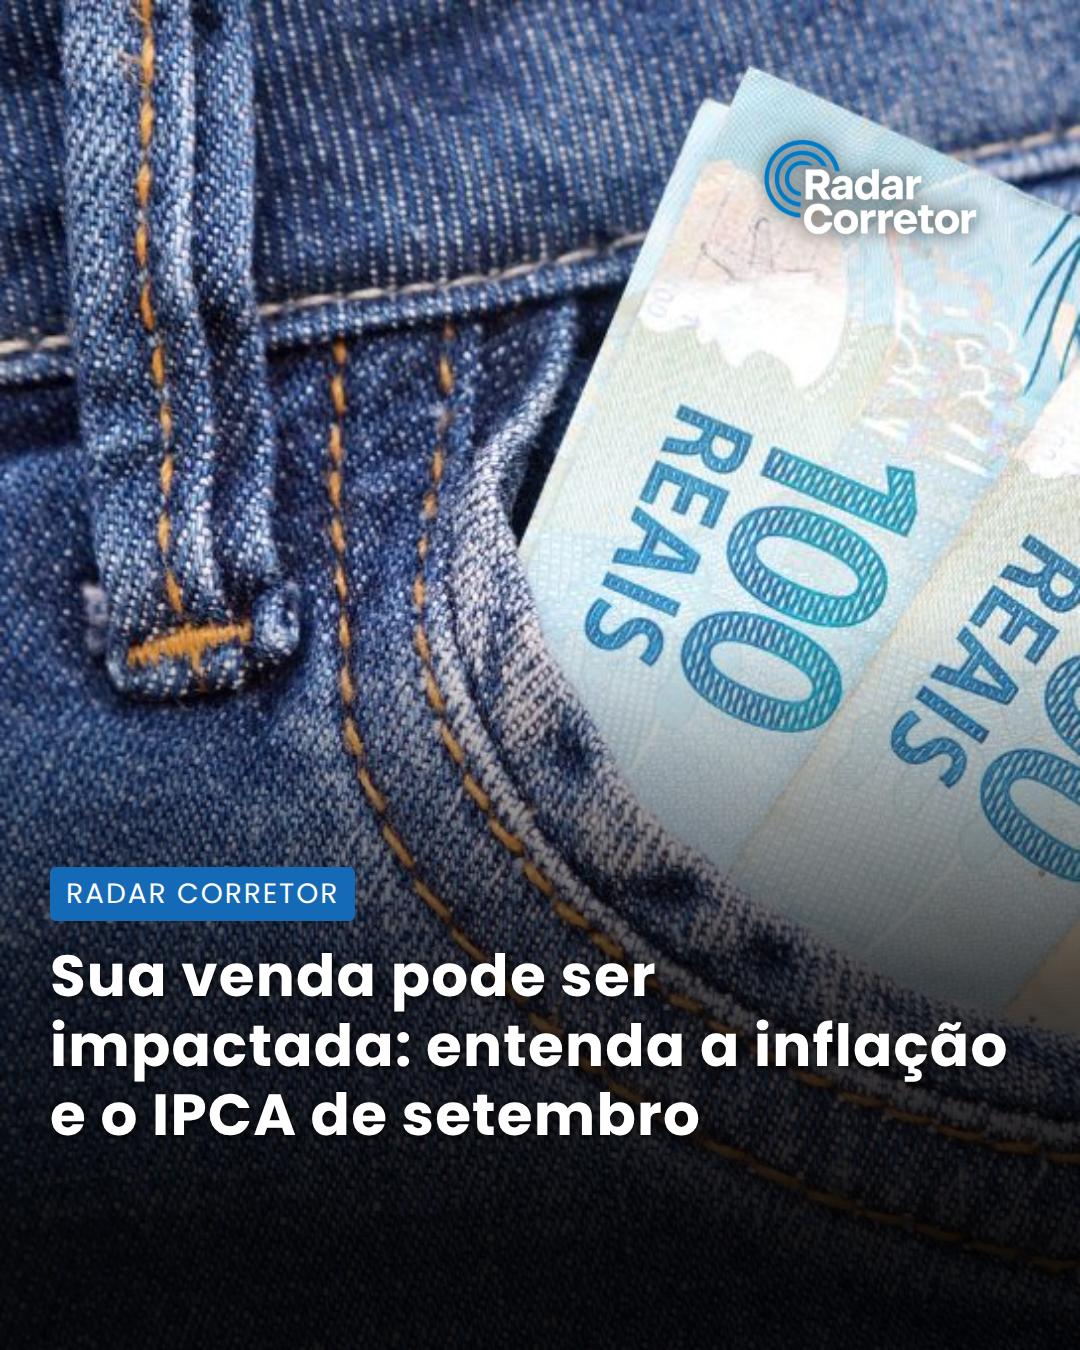 Radar
Corretor
100
REAIS
REAIS
RADAR CORRETOR
Sua venda pode ser
impactada: entenda a inflação
e o IPCA de setembro